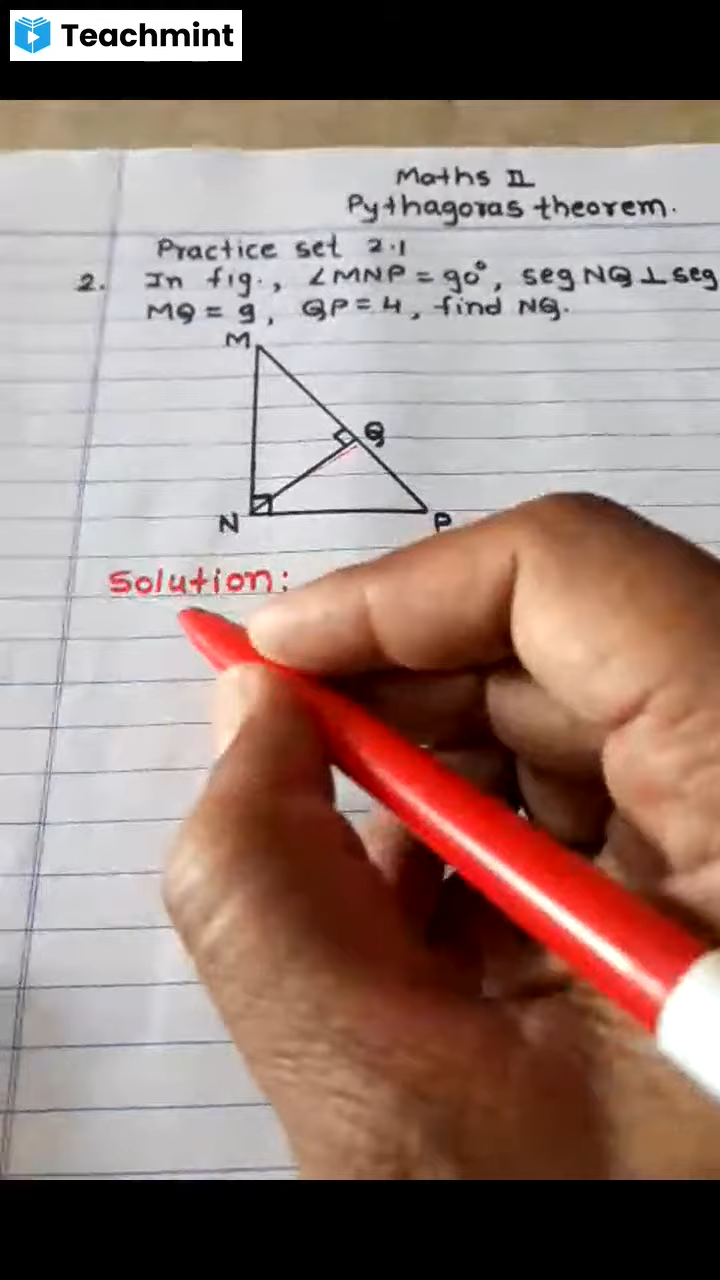 Teachmint
Maths II
Pythagoras theorem.
Practice set 2.1
2. In fig., ∠MNP = 90°, seg NQ ⊥ seg
MQ = 9, QP = 4, find NQ.
M
Q
N
P
Solution: